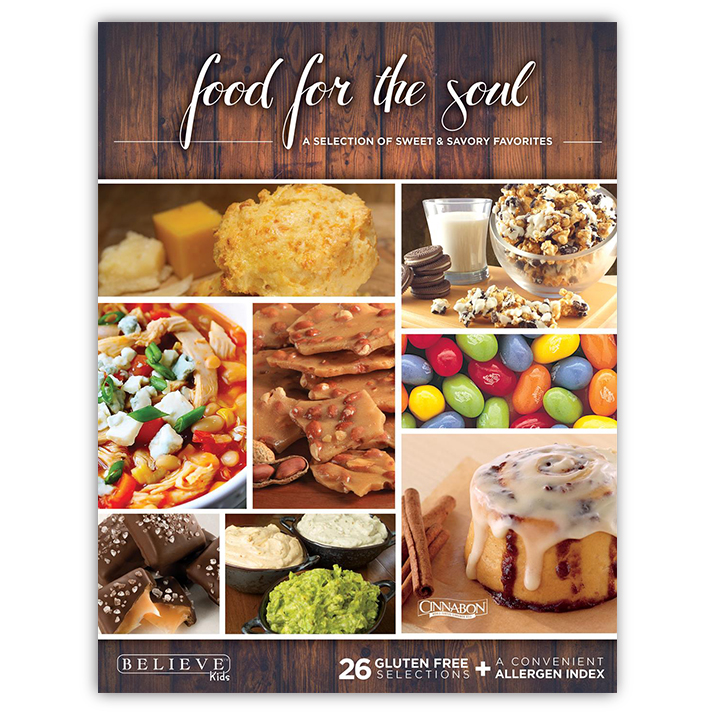 food for the soul
A SELECTION OF SWEET & SAVORY FAVORITES
CINNABON
BELIEVE
Kids
26 GLUTEN FREE SELECTIONS + A CONVENIENT ALLERGEN INDEX